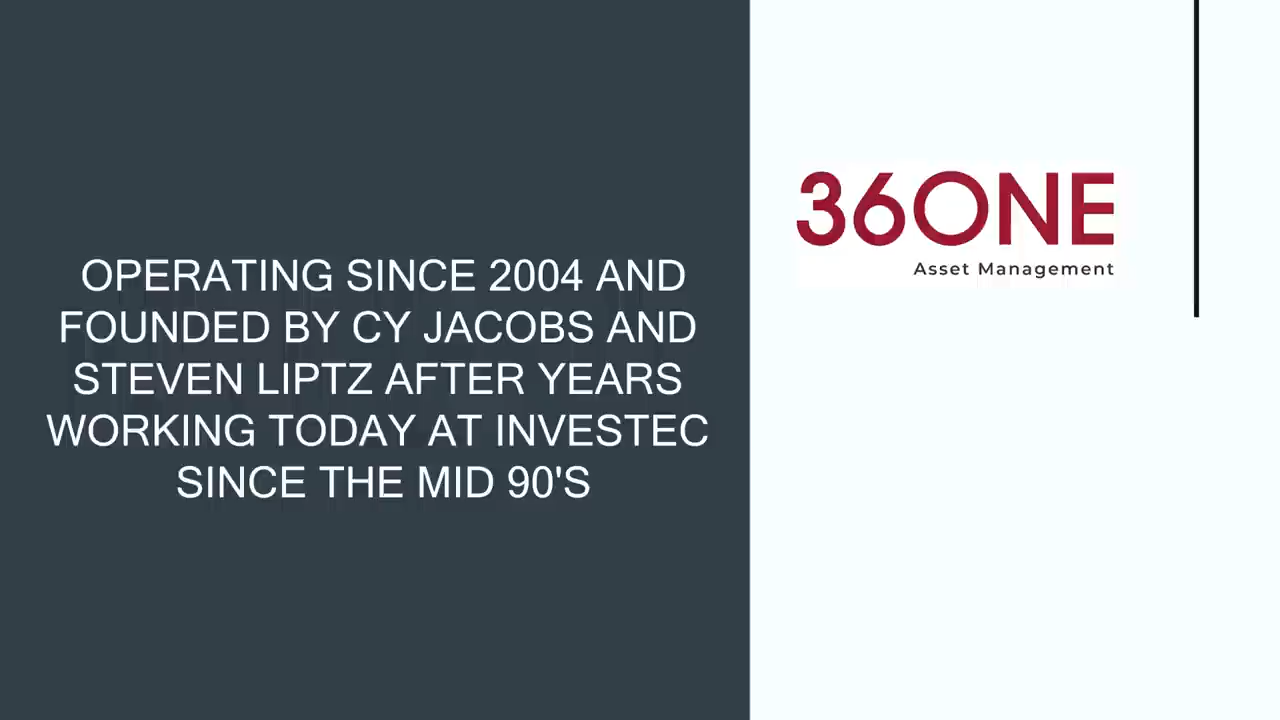 OPERATING SINCE 2004 AND
FOUNDED BY CY JACOBS AND
STEVEN LIPTZ AFTER YEARS
WORKING TODAY AT INVESTEC
SINCE THE MID 90'S
36ONE
Asset Management